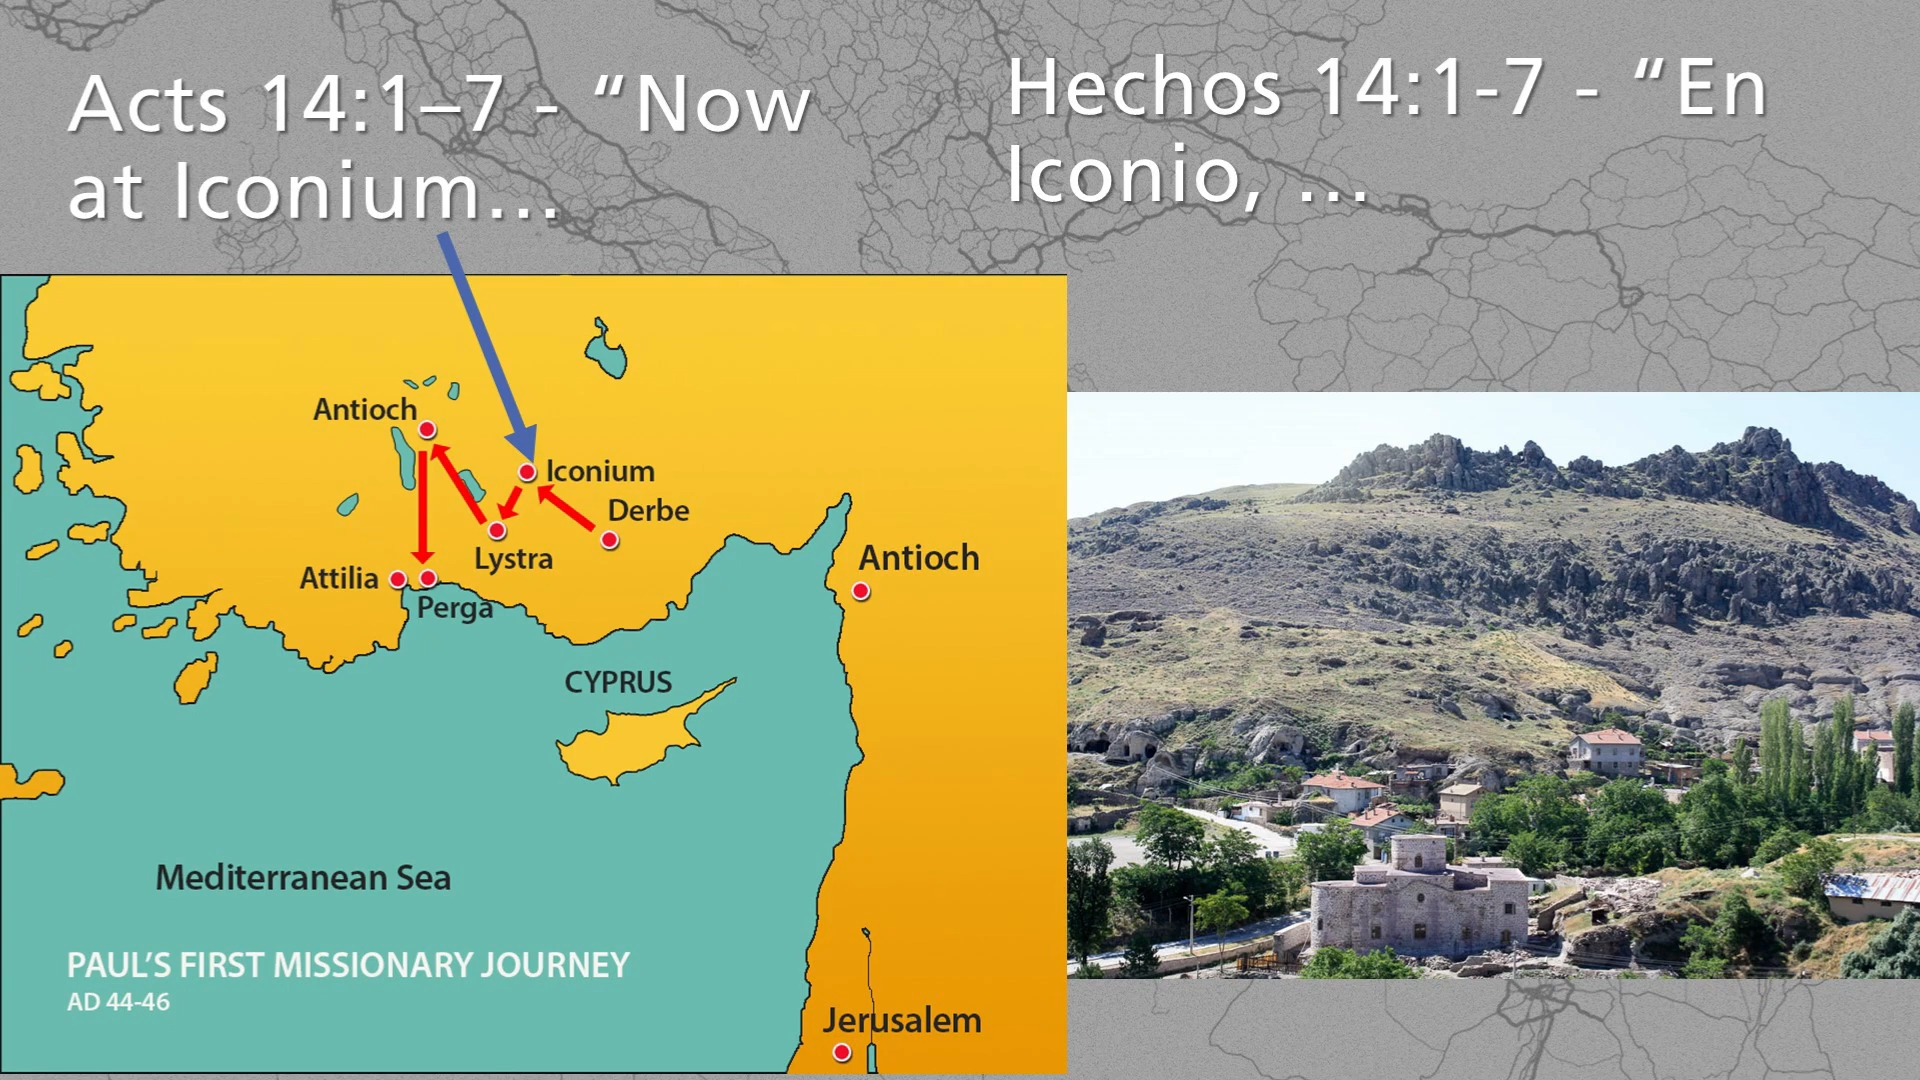 Acts 14:1–7 - “Now
at Iconium…
Hechos 14:1-7 - “En
Iconio, …
Antioch
Iconium
Derbe
Lystra
Antioch
Attilia
Perga
CYPRUS
Mediterranean Sea
PAUL’S FIRST MISSIONARY JOURNEY
AD 44-46
Jerusalem